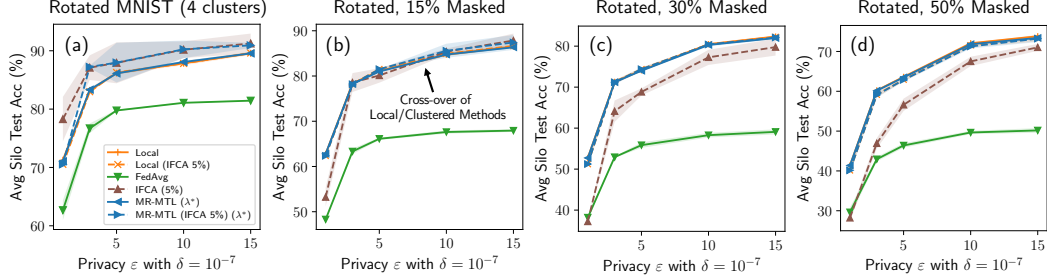 Rotated MNIST (4 clusters)
Avg Silo Test Acc (%)
(a)
90
80
70
60
Local
Local (IFCA 5%)
FedAvg
IFCA (5%)
MR-MTL (λ*)
MR-MTL (IFCA 5%) (λ*)
5
10
15
Privacy ε with δ = 10⁻⁷
Rotated, 15% Masked
Avg Silo Test Acc (%)
(b)
90
80
70
60
50
Cross-over of
Local/Clustered Methods
5
10
15
Privacy ε with δ = 10⁻⁷
Rotated, 30% Masked
Avg Silo Test Acc (%)
(c)
80
70
60
50
40
5
10
15
Privacy ε with δ = 10⁻⁷
Rotated, 50% Masked
Avg Silo Test Acc (%)
(d)
70
60
50
40
30
5
10
15
Privacy ε with δ = 10⁻⁷